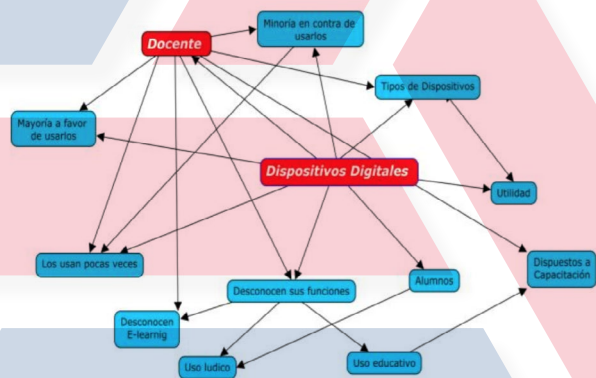 Minoría en contra de
usarlos
Docente
Tipos de Dispositivos
Mayoría a favor
de usarlos
Dispositivos Digitales
Utilidad
Los usan pocas veces
Desconocen sus funciones
Alumnos
Dispuestos a
Capacitación
Desconocen
E-learnig
Uso ludico
Uso educativo